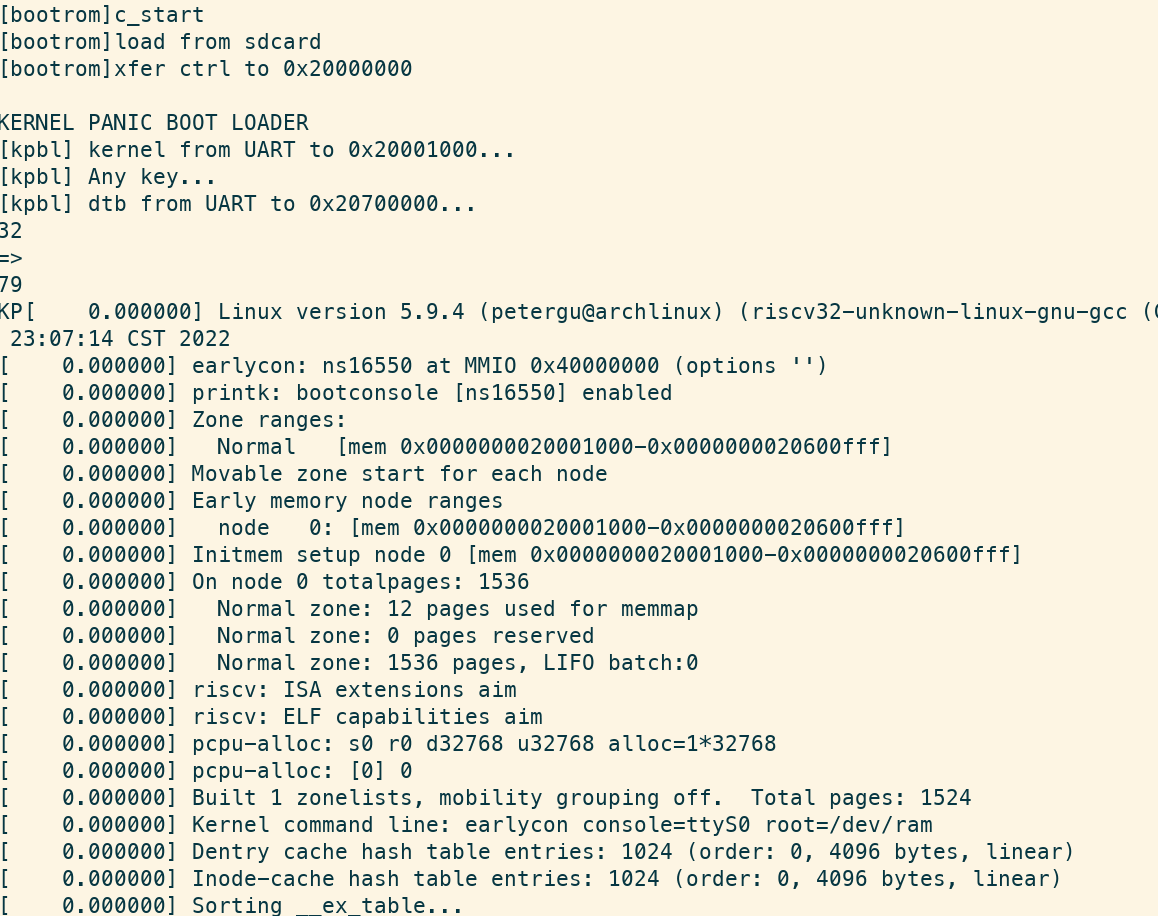 [bootrom]c_start
[bootrom]load from sdcard
[bootrom]xfer ctrl to 0x20000000
KERNEL PANIC BOOT LOADER
[kpbl] kernel from UART to 0x20001000...
[kpbl] Any key...
[kpbl] dtb from UART to 0x20700000...
32
=>
79
KP[    0.000000] Linux version 5.9.4 (petergu@archlinux) (riscv32-unknown-linux-gnu-gcc (
 23:07:14 CST 2022
[    0.000000] earlycon: ns16550 at MMIO 0x40000000 (options '')
[    0.000000] printk: bootconsole [ns16550] enabled
[    0.000000] Zone ranges:
[    0.000000]   Normal   [mem 0x0000000020001000-0x0000000020600fff]
[    0.000000] Movable zone start for each node
[    0.000000] Early memory node ranges
[    0.000000]   node   0: [mem 0x0000000020001000-0x0000000020600fff]
[    0.000000] Initmem setup node 0 [mem 0x0000000020001000-0x0000000020600fff]
[    0.000000] On node 0 totalpages: 1536
[    0.000000]   Normal zone: 12 pages used for memmap
[    0.000000]   Normal zone: 0 pages reserved
[    0.000000]   Normal zone: 1536 pages, LIFO batch:0
[    0.000000] riscv: ISA extensions aim
[    0.000000] riscv: ELF capabilities aim
[    0.000000] pcpu-alloc: s0 r0 d32768 u32768 alloc=1*32768
[    0.000000] pcpu-alloc: [0] 0
[    0.000000] Built 1 zonelists, mobility grouping off.  Total pages: 1524
[    0.000000] Kernel command line: earlycon console=ttyS0 root=/dev/ram
[    0.000000] Dentry cache hash table entries: 1024 (order: 0, 4096 bytes, linear)
[    0.000000] Inode-cache hash table entries: 1024 (order: 0, 4096 bytes, linear)
[    0.000000] Sorting __ex_table...